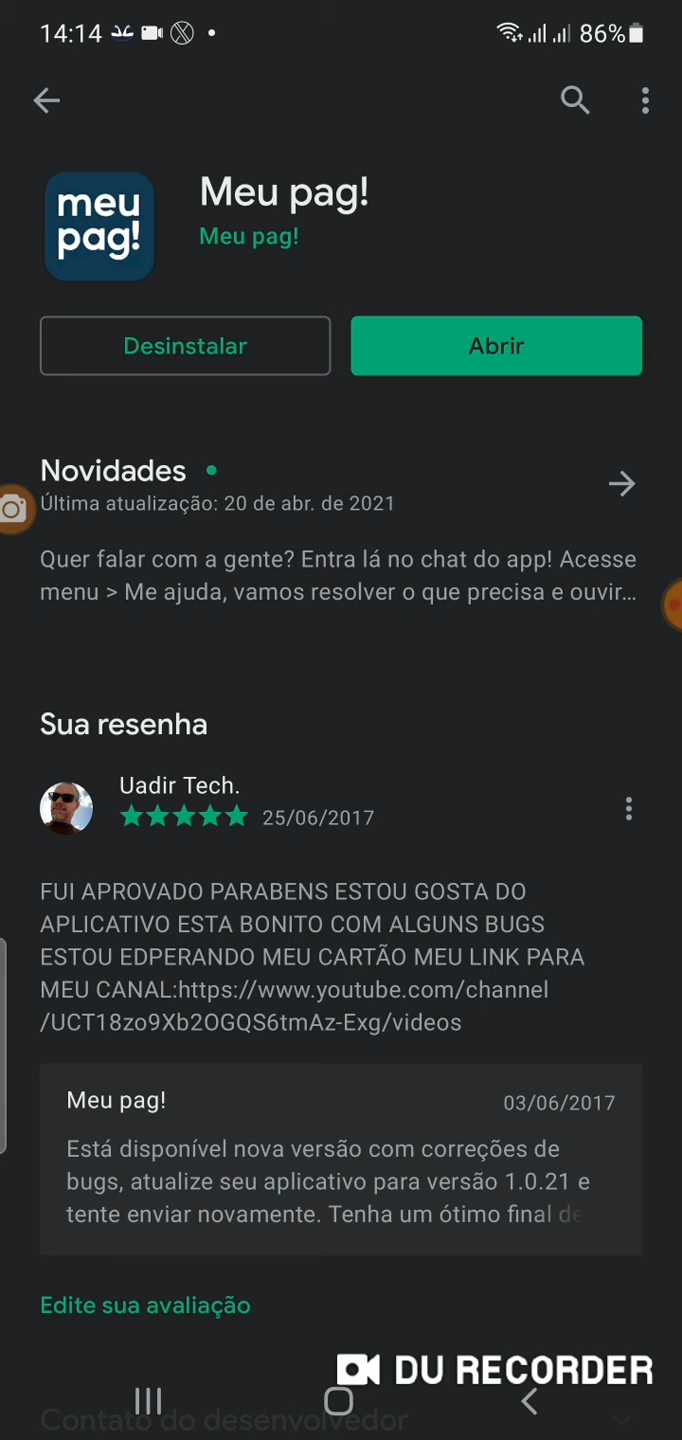 14:14 86%
meu
pag!
Meu pag!
Meu pag!
Desinstalar Abrir
Novidades
Última atualização: 20 de abr. de 2021
Quer falar com a gente? Entra lá no chat do app! Acesse
menu > Me ajuda, vamos resolver o que precisa e ouvir...
Sua resenha
Uadir Tech.
25/06/2017
FUI APROVADO PARABENS ESTOU GOSTA DO
APLICATIVO ESTA BONITO COM ALGUNS BUGS
ESTOU EDPERANDO MEU CARTÃO MEU LINK PARA
MEU CANAL:https://www.youtube.com/channel
/UCT18zo9Xb2OGQS6tmAz-Exg/videos
Meu pag! 03/06/2017
Está disponível nova versão com correções de
bugs, atualize seu aplicativo para versão 1.0.21 e
tente enviar novamente. Tenha um ótimo final de
Edite sua avaliação
DU RECORDER
Contato do desenvolvedor